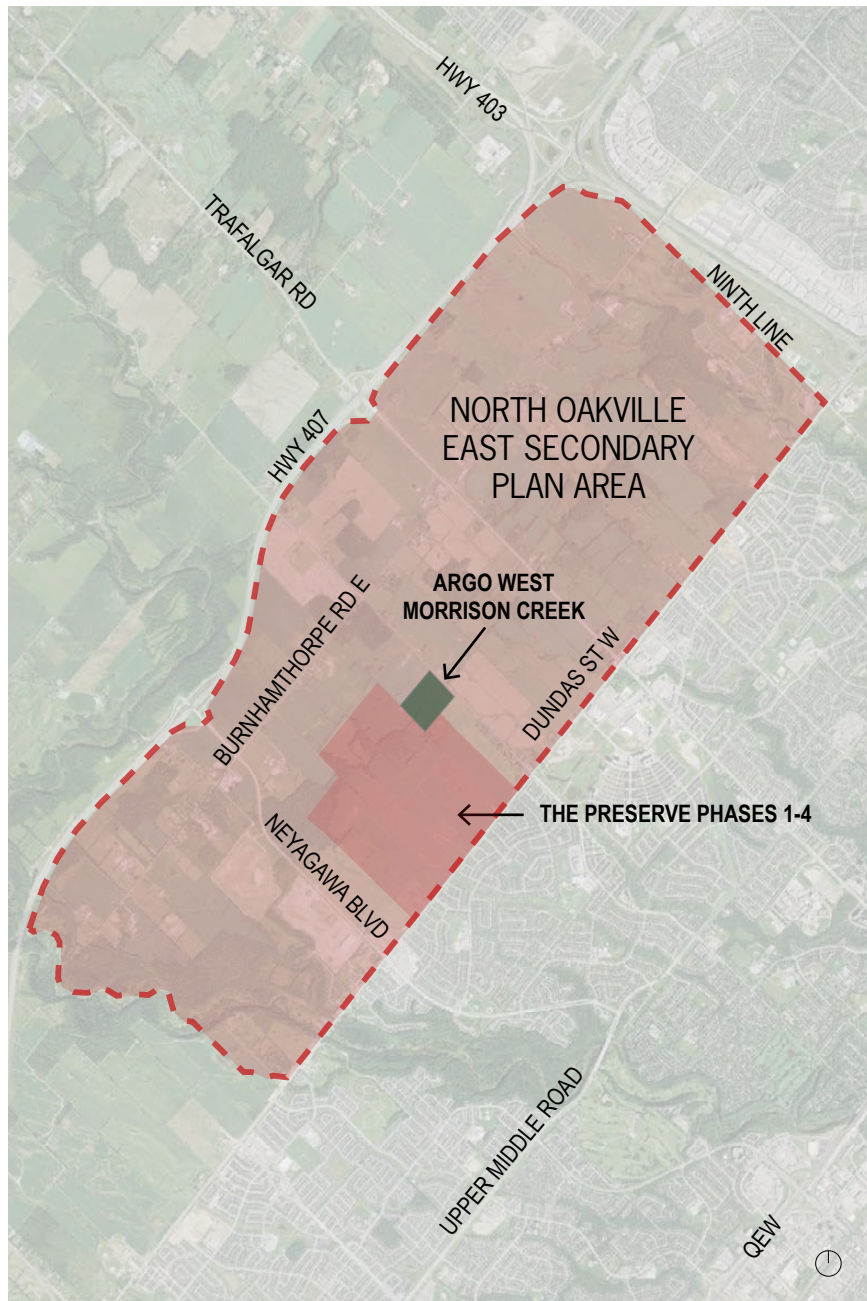 HWY 403
TRAFALGAR RD
NINTH LINE
NORTH OAKVILLE
EAST SECONDARY
PLAN AREA
HWY 407
ARGO WEST
MORRISON CREEK
BURNHAMTHORPE RD E
DUNDAS ST W
THE PRESERVE PHASES 1-4
NEYAGAWA BLVD
UPPER MIDDLE ROAD
QEW